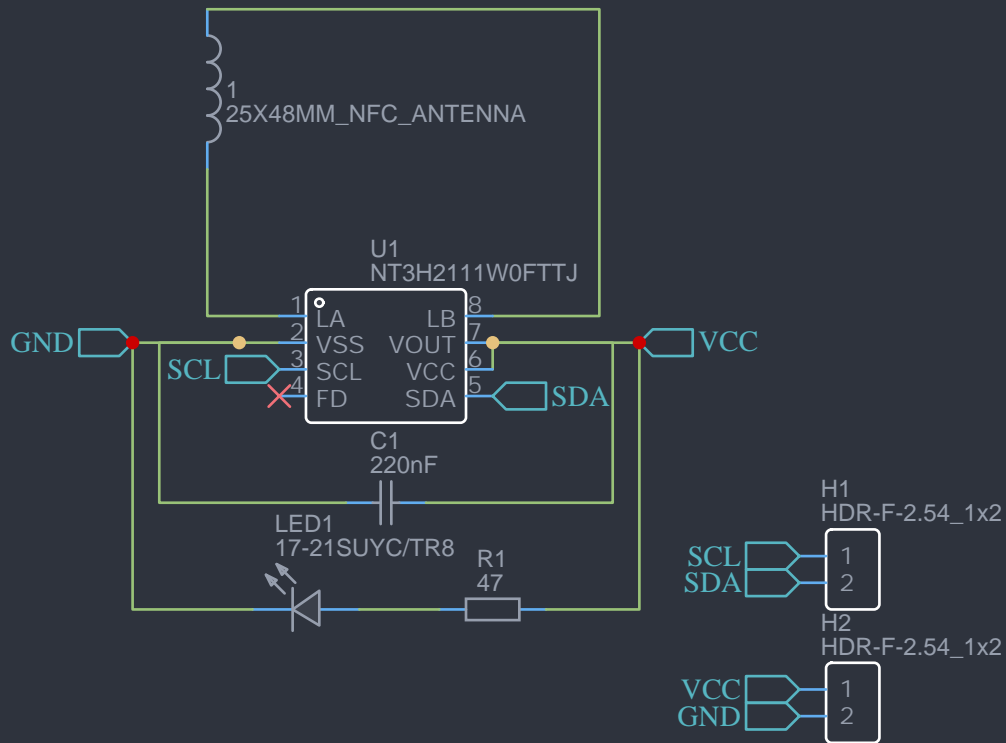 1
25X48MM_NFC_ANTENNA
U1
NT3H2111W0FTTJ
1 LA LB 8
GND 2 VSS VOUT 7 VCC
SCL 3 SCL VCC 6
4 FD SDA 5 SDA
C1
220nF
LED1
17-21SUYC/TR8
R1
47
H1
HDR-F-2.54_1x2
SCL 1
SDA 2
H2
HDR-F-2.54_1x2
VCC 1
GND 2